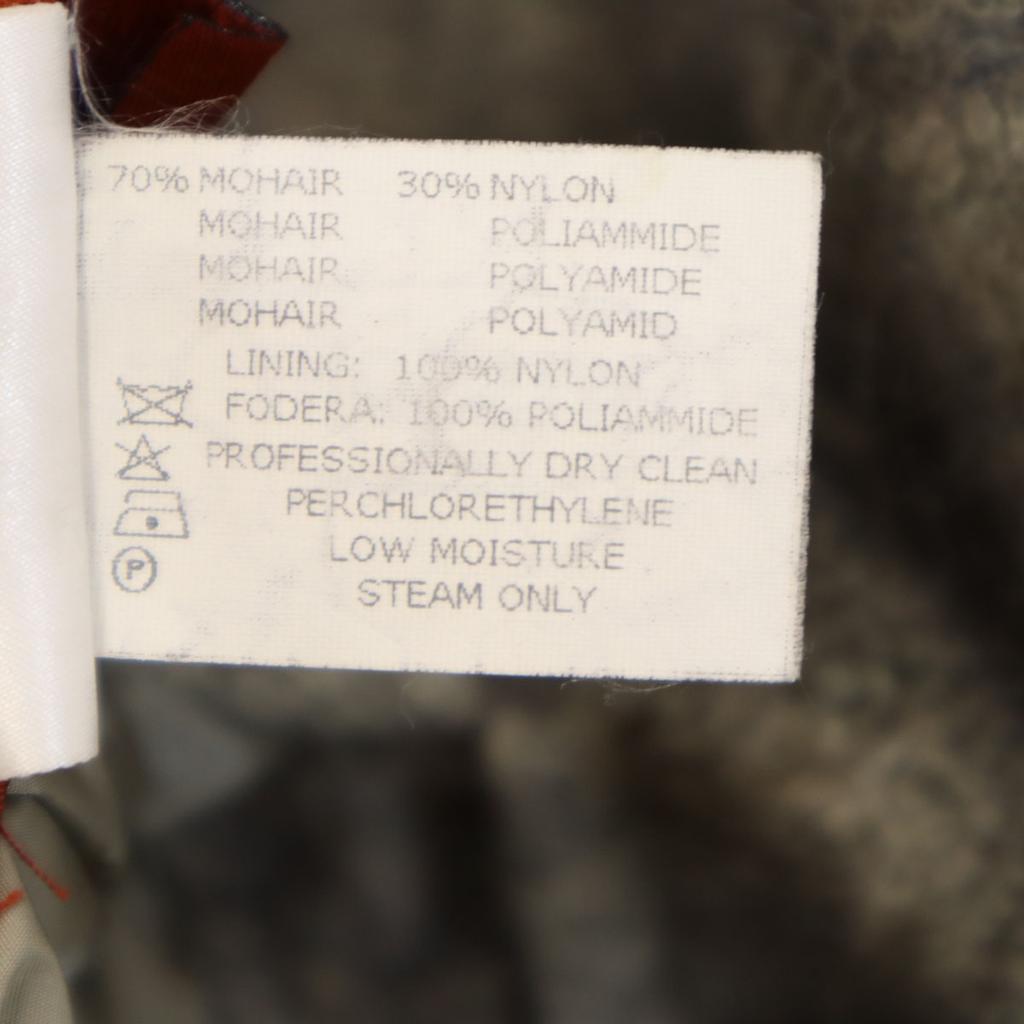 70% MOHAIR 30% NYLON
MOHAIR POLIAMMIDE
MOHAIR POLYAMIDE
MOHAIR POLYAMID
LINING: 100% NYLON
FODERA: 100% POLIAMMIDE
PROFESSIONALLY DRY CLEAN
PERCHLORETHYLENE
LOW MOISTURE
STEAM ONLY
P